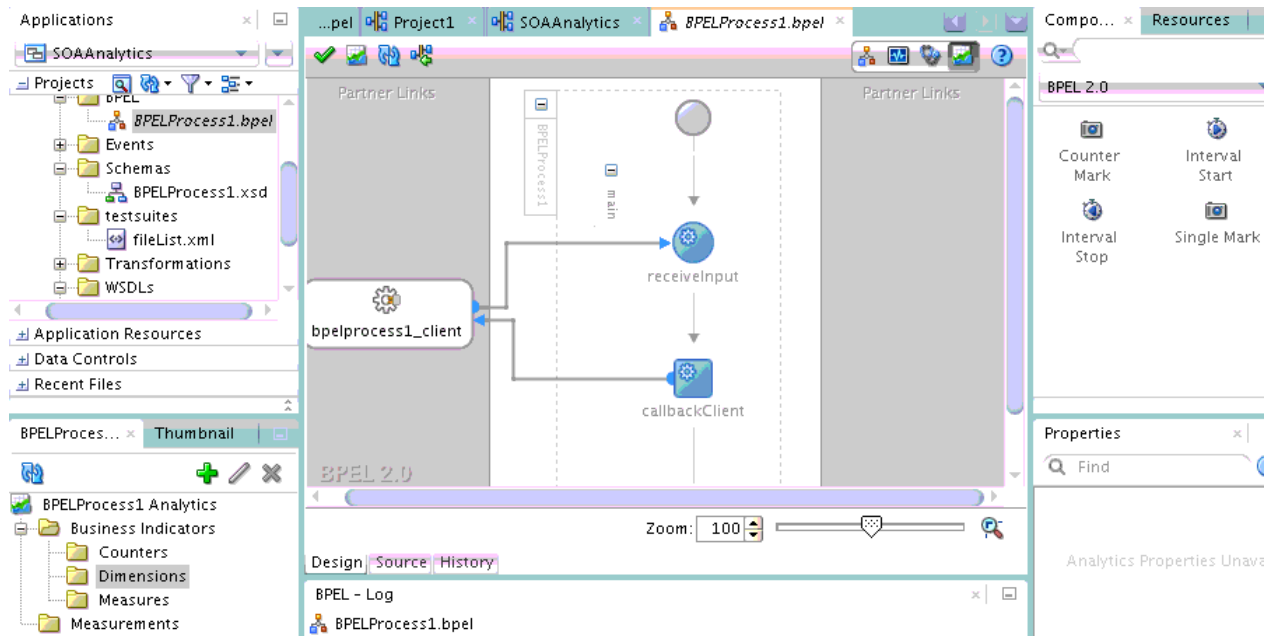 Applications
SOAAnalytics
Projects
BPEL
BPELProcess1.bpel
Events
Schemas
BPELProcess1.xsd
testsuites
fileList.xml
Transformations
WSDLs
Application Resources
Data Controls
Recent Files
BPELProces...
Thumbnail
BPELProcess1 Analytics
Business Indicators
Counters
Dimensions
Measures
Measurements
...pel
Project1
SOAAnalytics
BPELProcess1.bpel
Partner Links
Partner Links
BPELProcess1
main
receiveInput
bpelprocess1_client
callbackClient
BPEL 2.0
Zoom: 100
Design Source History
BPEL - Log
BPELProcess1.bpel
Compo...
Resources
BPEL 2.0
Counter
Mark
Interval
Start
Interval
Stop
Single Mark
Properties
Find
Analytics Properties Unava